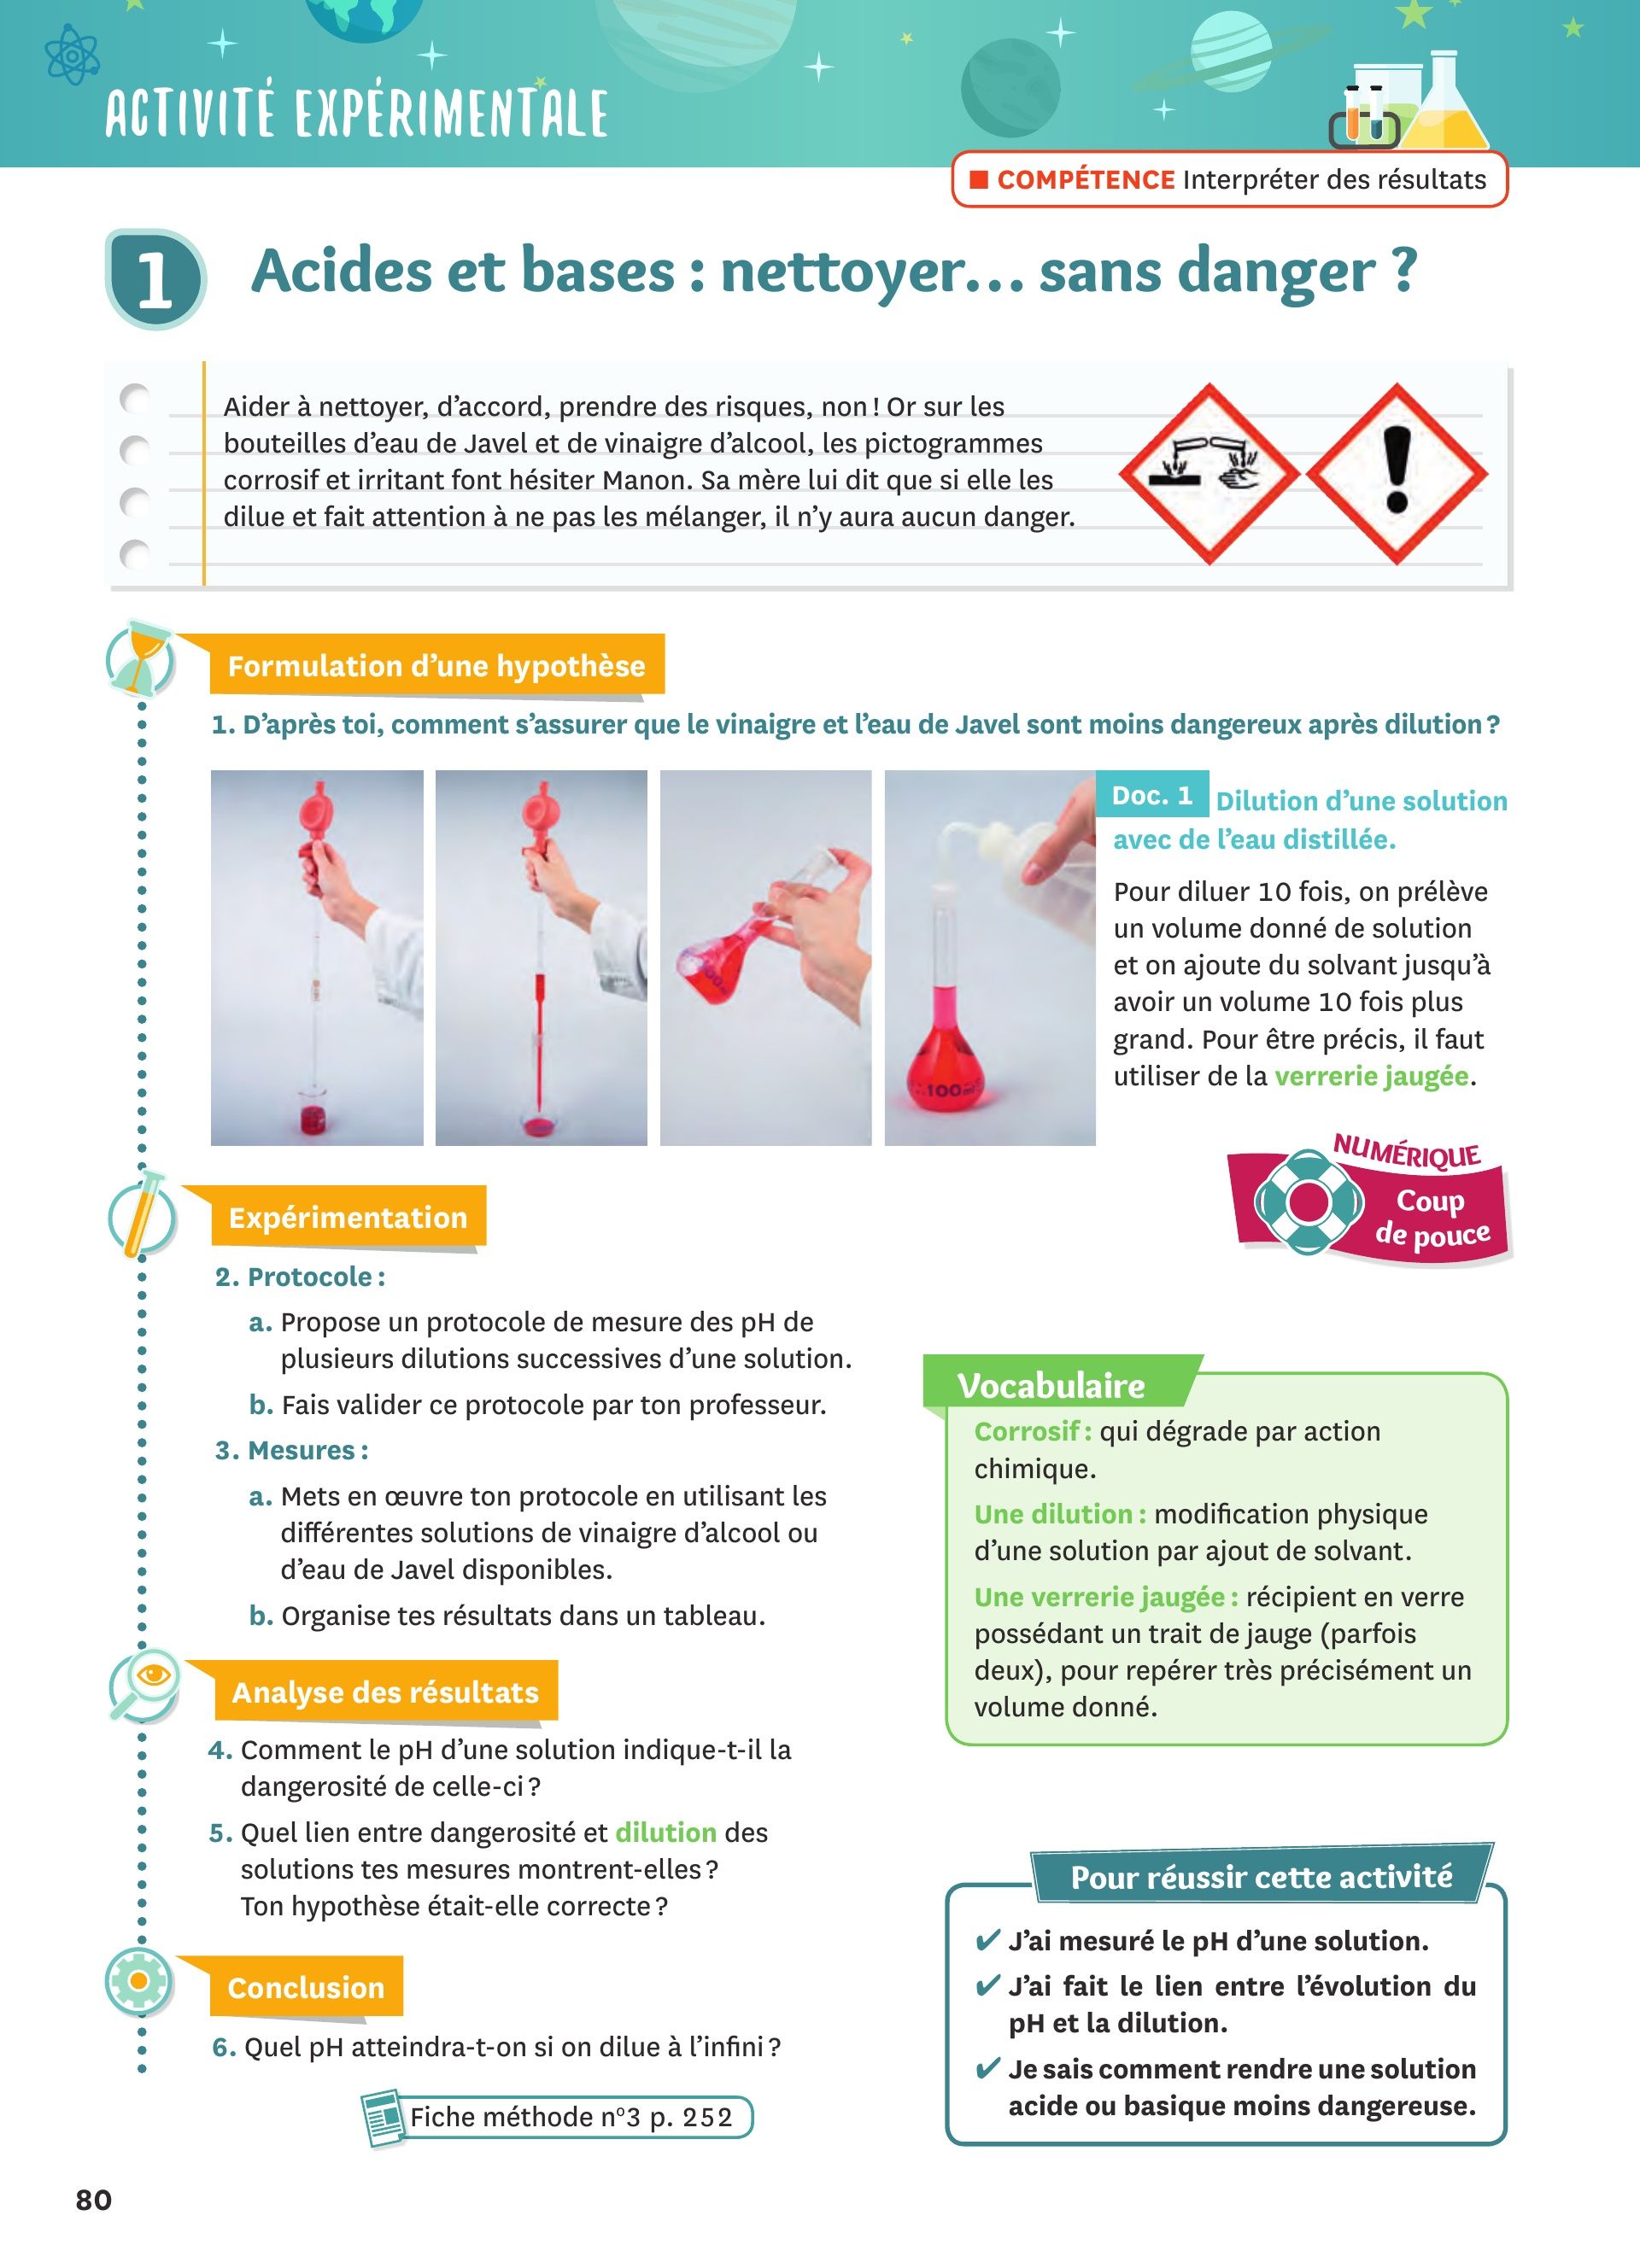 ACTIVITÉ EXPÉRIMENTALE
COMPÉTENCE Interpréter des résultats
1 Acides et bases : nettoyer… sans danger ?
Aider à nettoyer, d’accord, prendre des risques, non ! Or sur les
bouteilles d’eau de Javel et de vinaigre d’alcool, les pictogrammes
corrosif et irritant font hésiter Manon. Sa mère lui dit que si elle les
dilue et fait attention à ne pas les mélanger, il n’y aura aucun danger.
Formulation d’une hypothèse
1. D’après toi, comment s’assurer que le vinaigre et l’eau de Javel sont moins dangereux après dilution ?
Doc. 1 Dilution d’une solution
avec de l’eau distillée.
Pour diluer 10 fois, on prélève
un volume donné de solution
et on ajoute du solvant jusqu’à
avoir un volume 10 fois plus
grand. Pour être précis, il faut
utiliser de la verrerie jaugée.
100
NUMÉRIQUE
Coup
de pouce
Expérimentation
2. Protocole :
a. Propose un protocole de mesure des pH de
plusieurs dilutions successives d’une solution.
b. Fais valider ce protocole par ton professeur.
3. Mesures :
a. Mets en œuvre ton protocole en utilisant les
différentes solutions de vinaigre d’alcool ou
d’eau de Javel disponibles.
b. Organise tes résultats dans un tableau.
Analyse des résultats
4. Comment le pH d’une solution indique-t-il la
dangerosité de celle-ci ?
5. Quel lien entre dangerosité et dilution des
solutions tes mesures montrent-elles ?
Ton hypothèse était-elle correcte ?
Conclusion
6. Quel pH atteindra-t-on si on dilue à l’infini ?
Fiche méthode nº3 p. 252
Vocabulaire
Corrosif : qui dégrade par action
chimique.
Une dilution : modification physique
d’une solution par ajout de solvant.
Une verrerie jaugée : récipient en verre
possédant un trait de jauge (parfois
deux), pour repérer très précisément un
volume donné.
Pour réussir cette activité
✔ J’ai mesuré le pH d’une solution.
✔ J’ai fait le lien entre l’évolution du
pH et la dilution.
✔ Je sais comment rendre une solution
acide ou basique moins dangereuse.
80